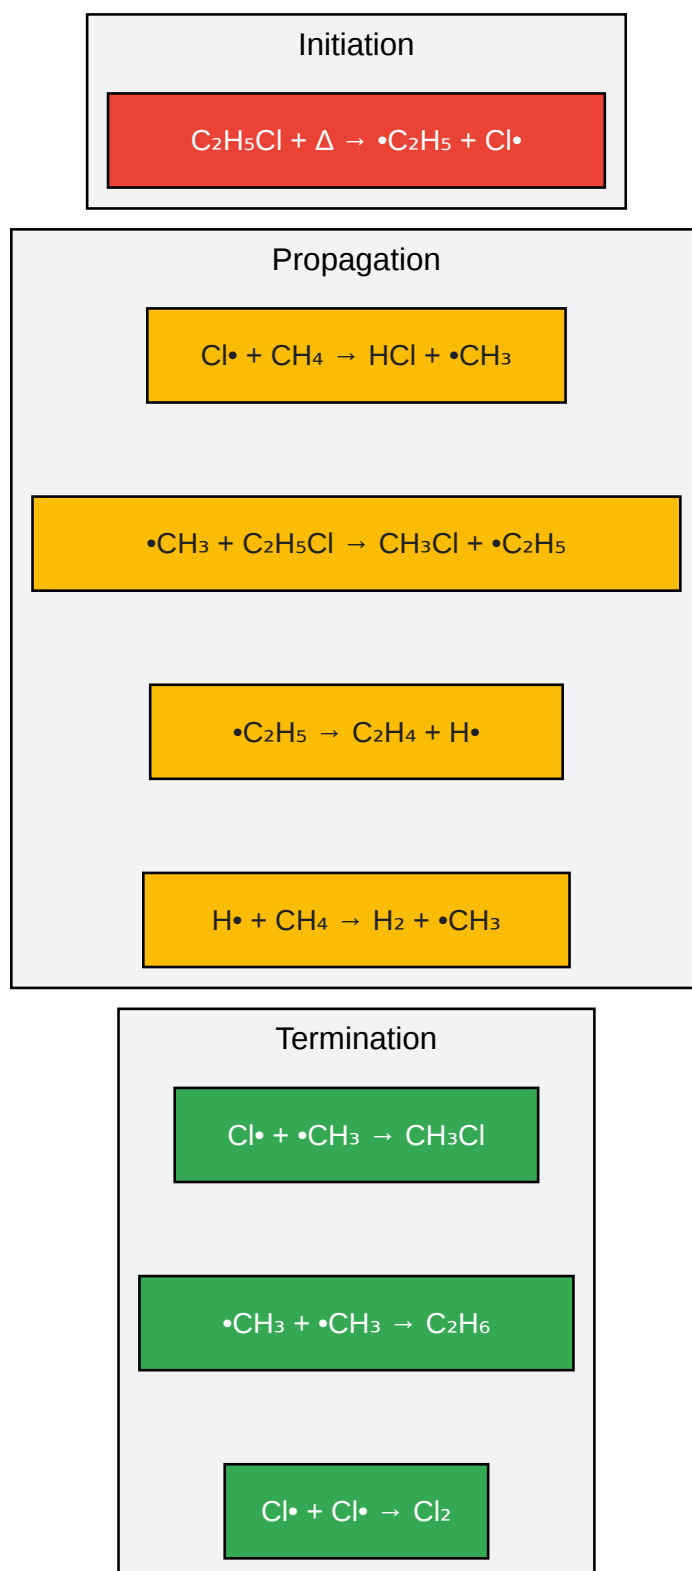 Initiation
C₂H₅Cl + Δ → •C₂H₅ + Cl•
Propagation
Cl• + CH₄ → HCl + •CH₃
•CH₃ + C₂H₅Cl → CH₃Cl + •C₂H₅
•C₂H₅ → C₂H₄ + H•
H• + CH₄ → H₂ + •CH₃
Termination
Cl• + •CH₃ → CH₃Cl
•CH₃ + •CH₃ → C₂H₆
Cl• + Cl• → Cl₂